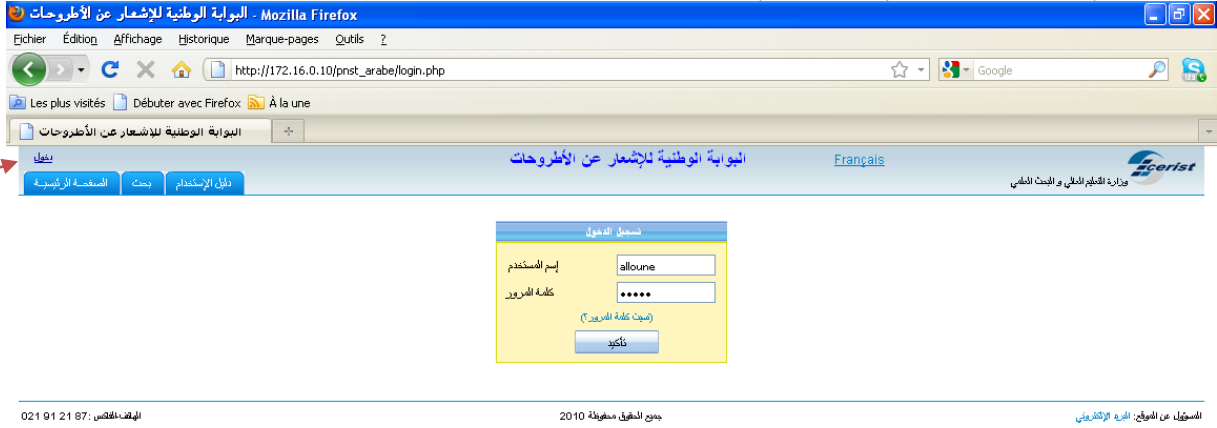 البوابة الوطنية للإشعار عن الأطروحات - Mozilla Firefox
Fichier Édition Affichage Historique Marque-pages Outils ?
http://172.16.0.10/pnst_arabe/login.php
Google
Les plus visités Débuter avec Firefox À la une
البوابة الوطنية للإشعار عن الأطروحات
دخول
البوابة الوطنية للإشعار عن الأطروحات
Français
cerist
وزارة التعليم العالي و البحث العلمي
الصفحة الرئيسية بحث دليل الإستخدام
تسجيل الدخول
إسم المستخدم alloune
كلمة المرور •••••
(نسيت كلمة المرور ؟)
تأكيد
الهاتف-الفاكس : 87 21 91 021
جميع الحقوق محفوظة 2010
المسؤول عن الموقع: البريد الإلكتروني